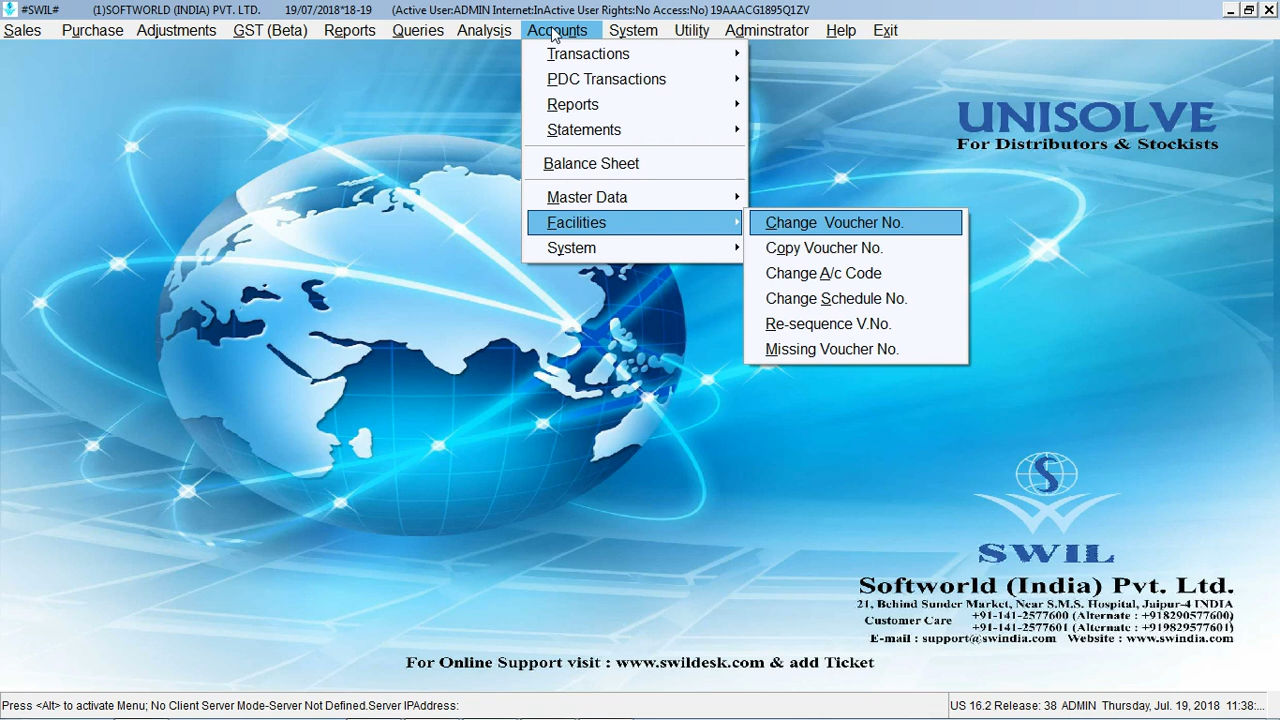 #SWIL# (1)SOFTWORLD (INDIA) PVT. LTD. 19/07/2018*18-19 (Active User:ADMIN Internet:InActive User Rights:No Access:No) 19AAACG1895Q1ZV
Sales Purchase Adjustments GST (Beta) Reports Queries Analysis Accounts System Utility Adminstrator Help Exit
Transactions
PDC Transactions
Reports
Statements
Balance Sheet
Master Data
Facilities
System
Change Voucher No.
Copy Voucher No.
Change A/c Code
Change Schedule No.
Re-sequence V.No.
Missing Voucher No.
UNISOLVE
For Distributors & Stockists
S
SWIL
Softworld (India) Pvt. Ltd.
21, Behind Sunder Market, Near S.M.S. Hospital, Jaipur-4 INDIA
Customer Care +91-141-2577600 (Alternate : +918290577600)
+91-141-2577601 (Alternate : +919829577601)
E-mail : support@swindia.com Website : www.swindia.com
For Online Support visit : www.swildesk.com & add Ticket
Press <Alt> to activate Menu; No Client Server Mode-Server Not Defined.Server IPAddress: US 16.2 Release: 38 ADMIN Thursday, Jul. 19, 2018 11:38:...